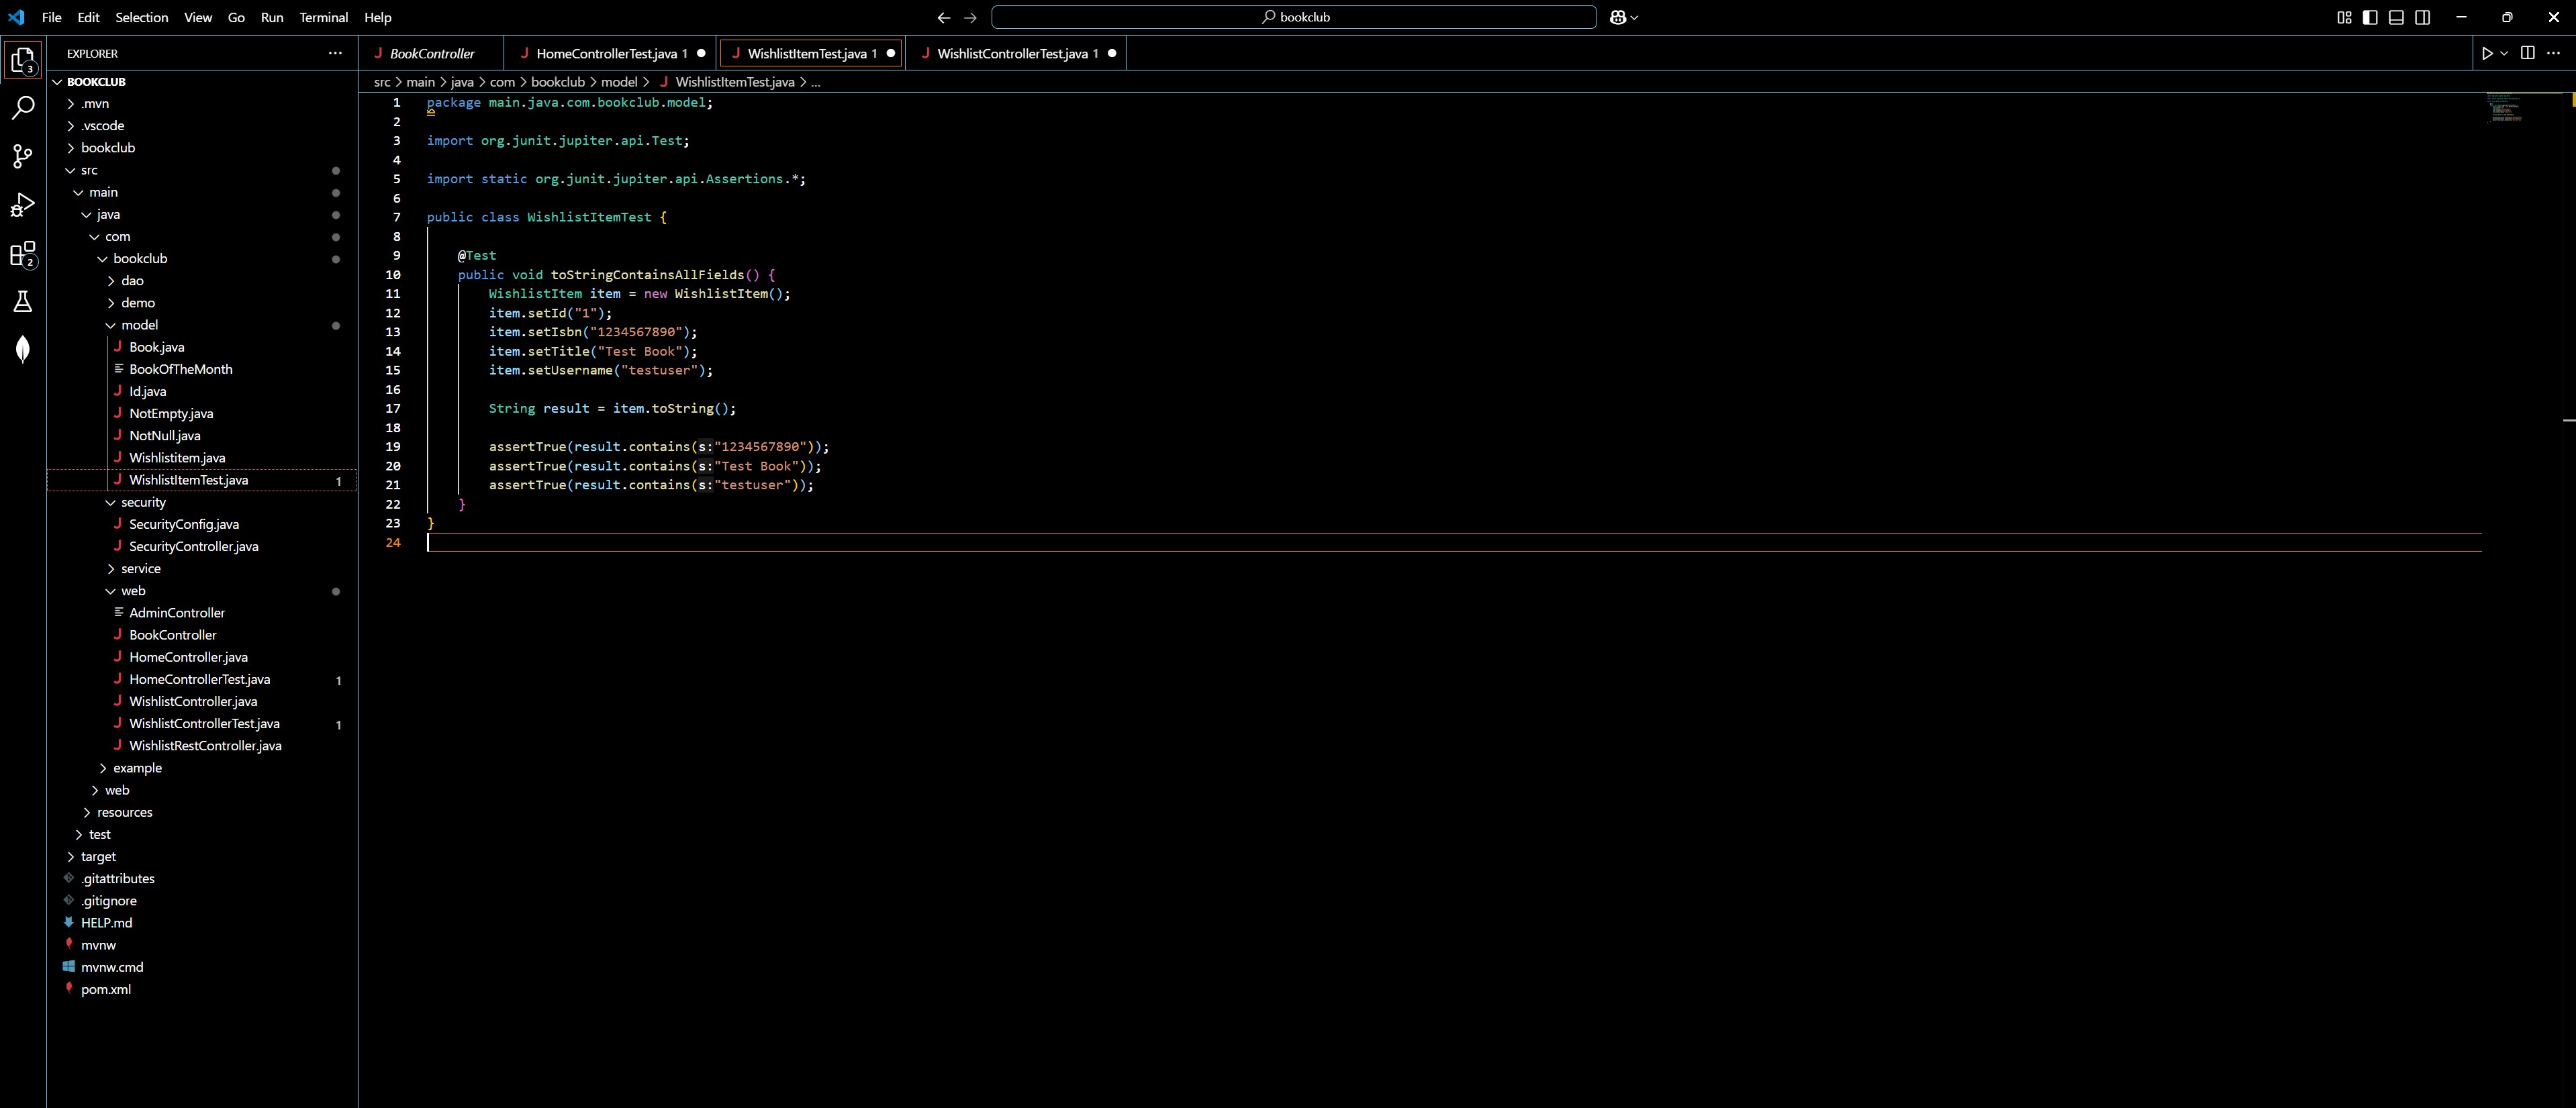 File Edit Selection View Go Run Terminal Help
bookclub
EXPLORER
BOOKCLUB
.mvn
.vscode
bookclub
src
main
java
com
bookclub
dao
demo
model
Book.java
BookOfTheMonth
Id.java
NotEmpty.java
NotNull.java
Wishlistitem.java
WishlistItemTest.java 1
security
SecurityConfig.java
SecurityController.java
service
web
AdminController
BookController
HomeController.java
HomeControllerTest.java 1
WishlistController.java
WishlistControllerTest.java 1
WishlistRestController.java
example
web
resources
test
target
.gitattributes
.gitignore
HELP.md
mvnw
mvnw.cmd
pom.xml
3
2
BookController HomeControllerTest.java 1 WishlistItemTest.java 1 WishlistControllerTest.java 1
src > main > java > com > bookclub > model > WishlistItemTest.java > ...
1 package main.java.com.bookclub.model;
2
3 import org.junit.jupiter.api.Test;
4
5 import static org.junit.jupiter.api.Assertions.*;
6
7 public class WishlistItemTest {
8
9 @Test
10 public void toStringContainsAllFields() {
11 WishlistItem item = new WishlistItem();
12 item.setId("1");
13 item.setIsbn("1234567890");
14 item.setTitle("Test Book");
15 item.setUsername("testuser");
16
17 String result = item.toString();
18
19 assertTrue(result.contains(s:"1234567890"));
20 assertTrue(result.contains(s:"Test Book"));
21 assertTrue(result.contains(s:"testuser"));
22 }
23 }
24